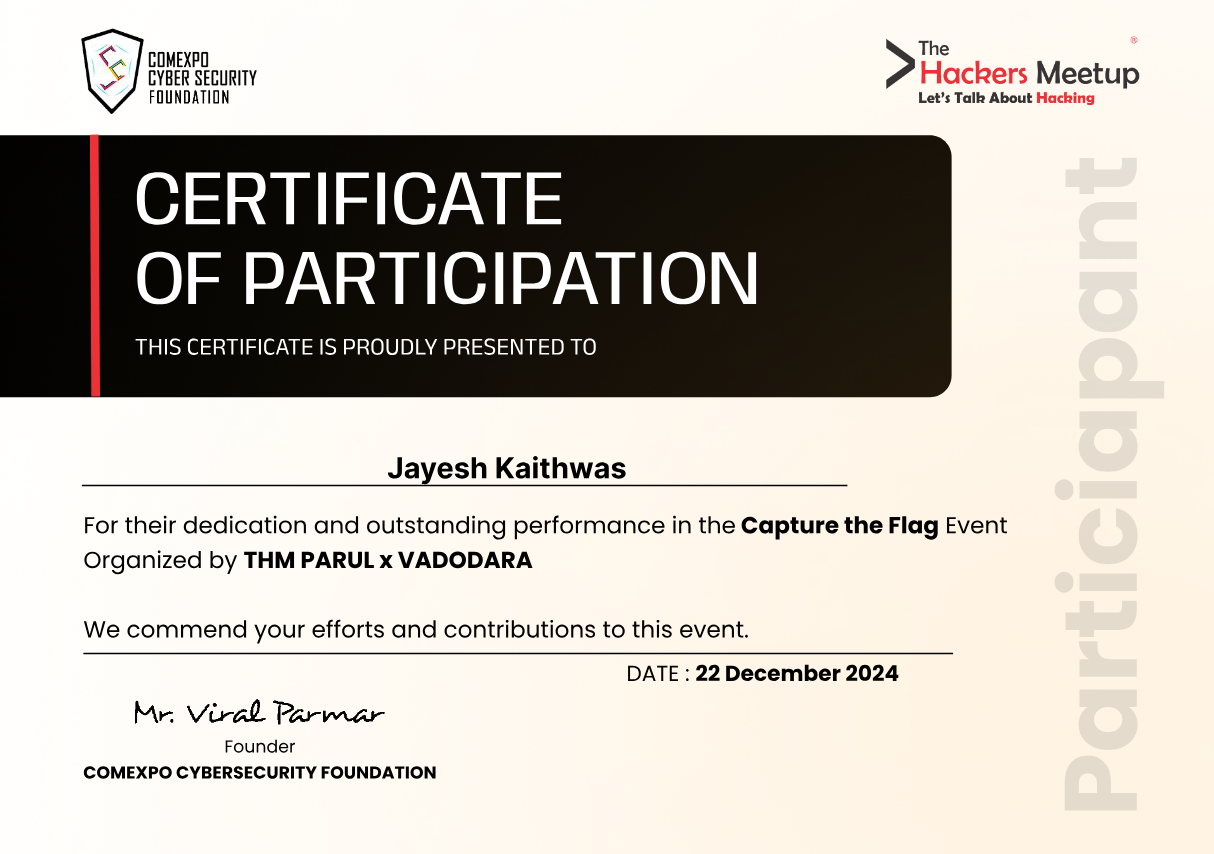 COMEXPO
CYBER SECURITY
FOUNDATION
The
Hackers Meetup
®
Let's Talk About Hacking
CERTIFICATE
OF PARTICIPATION
THIS CERTIFICATE IS PROUDLY PRESENTED TO
Jayesh Kaithwas
For their dedication and outstanding performance in the Capture the Flag Event
Organized by THM PARUL x VADODARA
We commend your efforts and contributions to this event.
DATE : 22 December 2024
Mr. Viral Parmar
Founder
COMEXPO CYBERSECURITY FOUNDATION
Particiapant